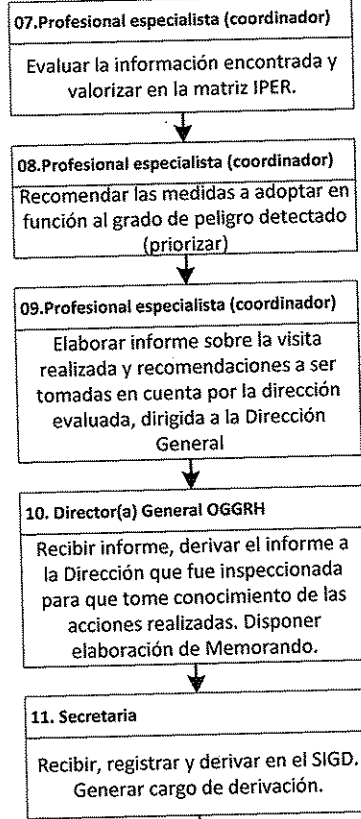 07.Profesional especialista (coordinador)
Evaluar la información encontrada y
valorizar en la matriz IPER.
08.Profesional especialista (coordinador)
Recomendar las medidas a adoptar en
función al grado de peligro detectado
(priorizar)
09.Profesional especialista (coordinador)
Elaborar informe sobre la visita
realizada y recomendaciones a ser
tomadas en cuenta por la dirección
evaluada, dirigida a la Dirección
General
10. Director(a) General OGGRH
Recibir informe, derivar el informe a
la Dirección que fue inspeccionada
para que tome conocimiento de las
acciones realizadas. Disponer
elaboración de Memorando.
11. Secretaria
Recibir, registrar y derivar en el SIGD.
Generar cargo de derivación.